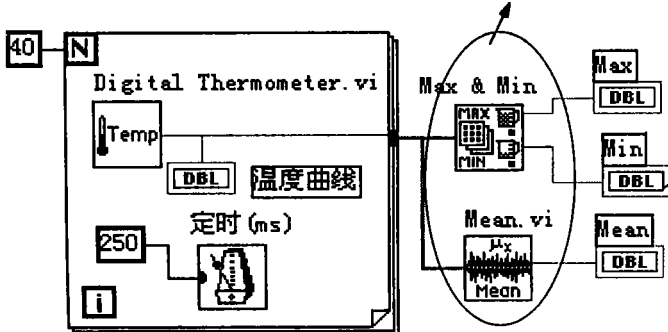 40
N
Digital Thermometer.vi
Temp
DBL
温度曲线
定时(ms)
250
i
Max & Min
MAX
MIN
Mean.vi
μx
Mean
Max
DBL
Min
DBL
Mean
DBL